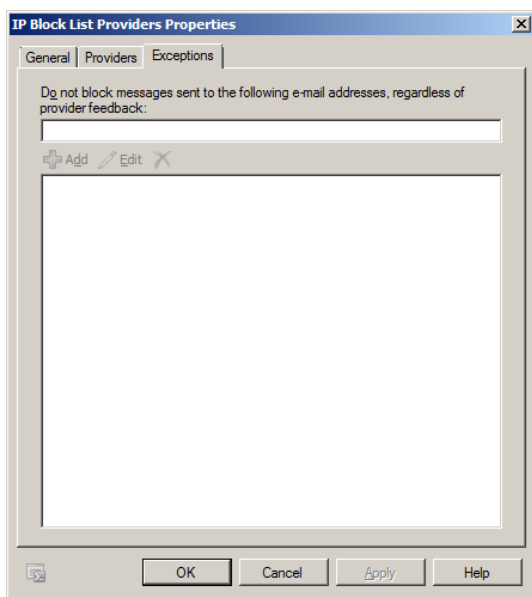 IP Block List Providers Properties
General Providers Exceptions
Do not block messages sent to the following e-mail addresses, regardless of
provider feedback:
Add Edit
OK Cancel Apply Help